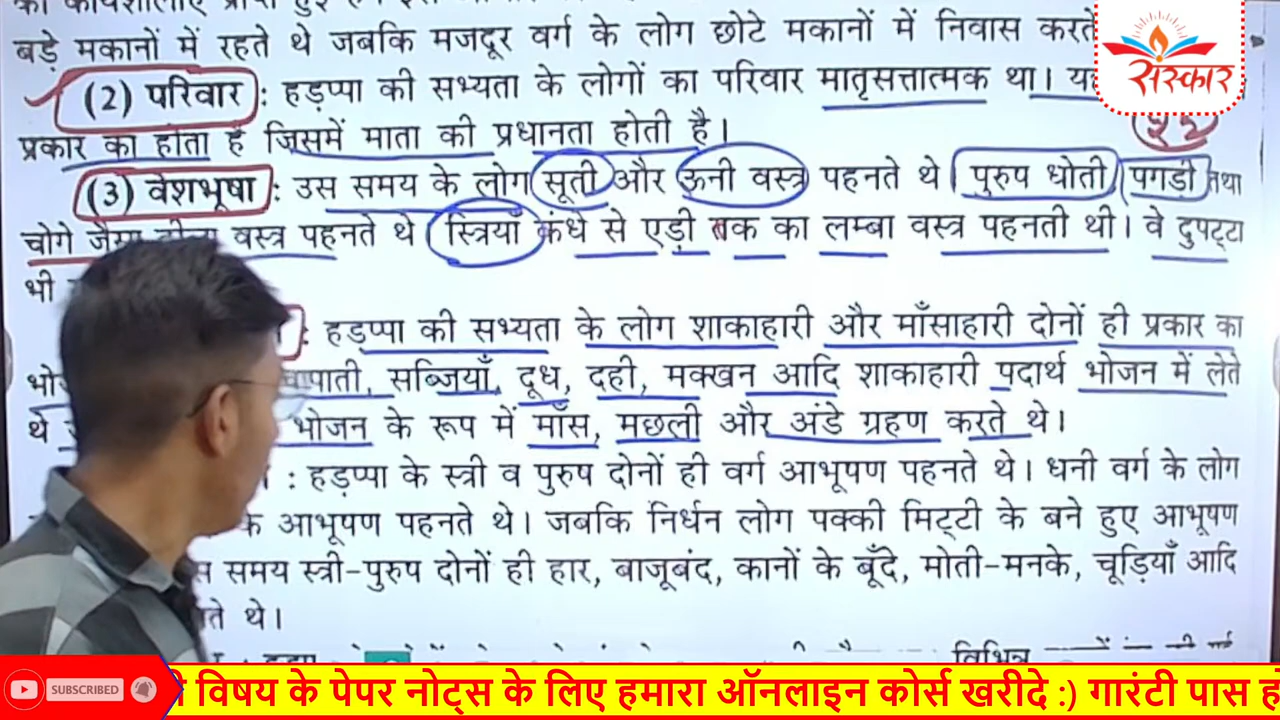 बड़े मकानों में रहते थे जबकि मजदूर वर्ग के लोग छोटे मकानों में निवास करते
संस्कार
(2) परिवार : हड़प्पा की सभ्यता के लोगों का परिवार मातृसत्तात्मक था। यह
प्रकार का होता है जिसमें माता की प्रधानता होती है।
(3) वेशभूषा : उस समय के लोग सूती और ऊनी वस्त्र पहनते थे पुरुष धोती पगडी तथा
चोगे जैसा ढीला वस्त्र पहनते थे स्त्रियाँ कंधे से एड़ी तक का लम्बा वस्त्र पहनती थी। वे दुपट्टा
भी
: हड़प्पा की सभ्यता के लोग शाकाहारी और माँसाहारी दोनों ही प्रकार का
सब्जियाँ, दूध, दही, मक्खन आदि शाकाहारी पदार्थ भोजन में लेते
थे भोजन के रूप में माँस, मछली और अंडे ग्रहण करते थे।
: हड़प्पा के स्त्री व पुरुष दोनों ही वर्ग आभूषण पहनते थे। धनी वर्ग के लोग
के आभूषण पहनते थे। जबकि निर्धन लोग पक्की मिट्टी के बने हुए आभूषण
समय स्त्री-पुरुष दोनों ही हार, बाजूबंद, कानों के बूँदे, मोती-मनके, चूड़ियाँ आदि
थे।
विभिन्न
SUBSCRIBED
विषय के पेपर नोट्स के लिए हमारा ऑनलाइन कोर्स खरीदे :) गारंटी पास